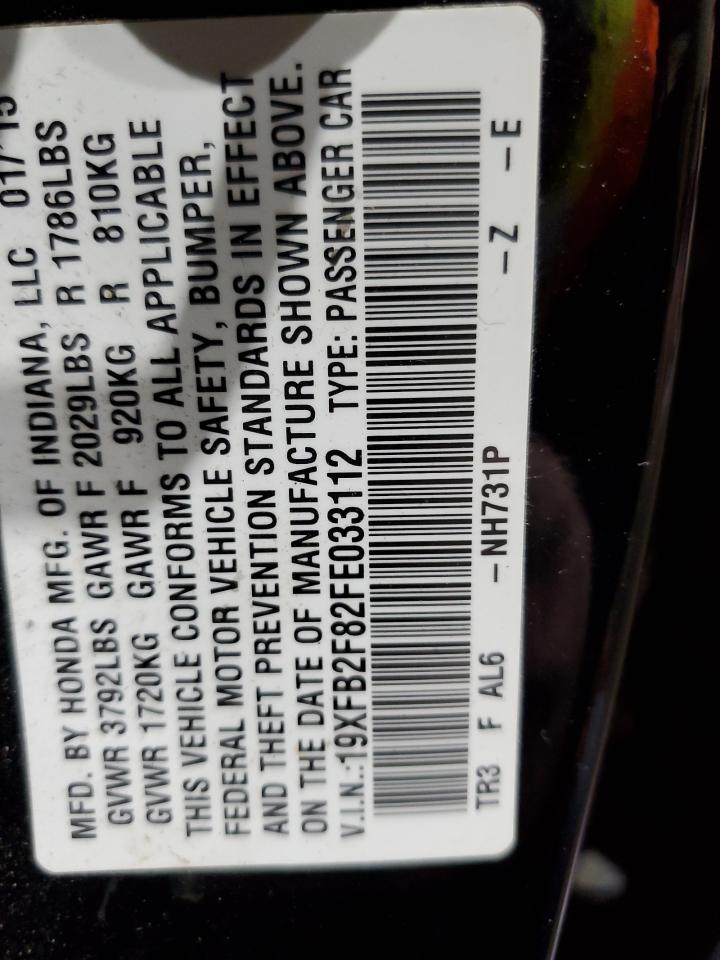 MFD. BY HONDA MFG. OF INDIANA, LLC 01/15
GVWR 3792LBS GAWR F 2029LBS R 1786LBS
GVWR 1720KG GAWR F 920KG R 810KG
THIS VEHICLE CONFORMS TO ALL APPLICABLE
FEDERAL MOTOR VEHICLE SAFETY, BUMPER,
AND THEFT PREVENTION STANDARDS IN EFFECT
ON THE DATE OF MANUFACTURE SHOWN ABOVE.
V.I.N.:19XFB2F82FE033112 TYPE: PASSENGER CAR
TR3 F AL6 -NH731P -Z -E